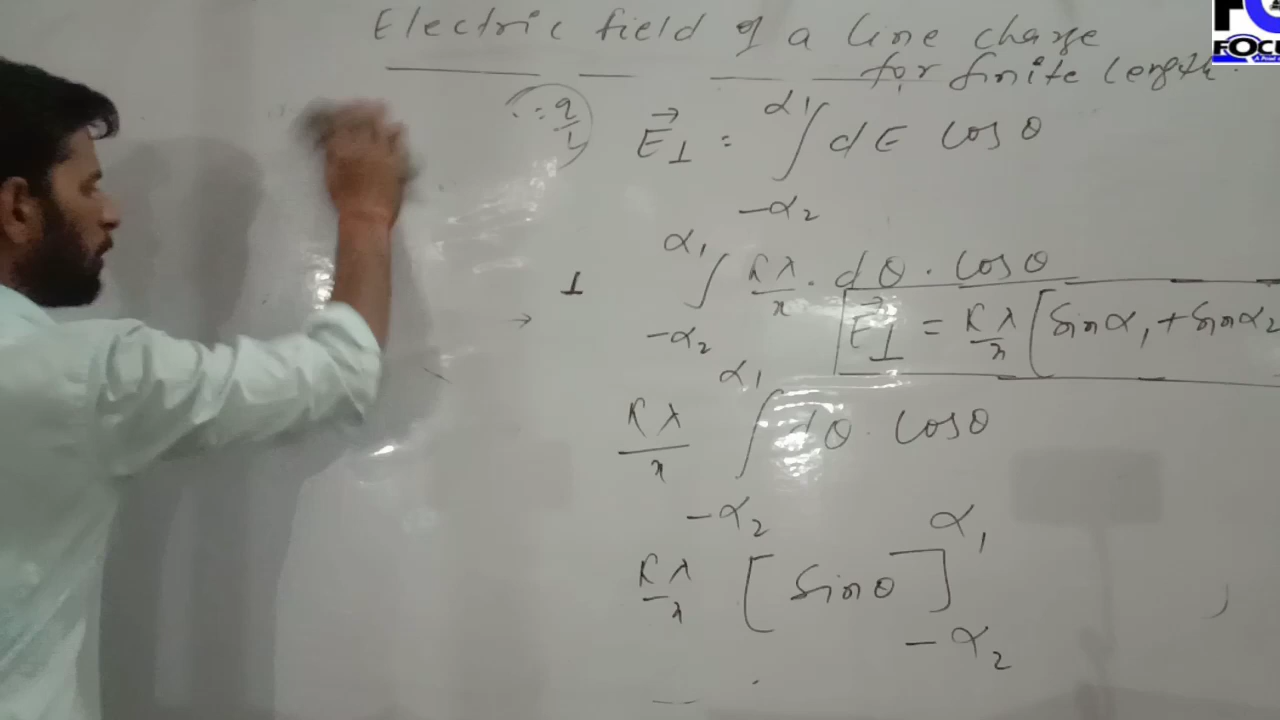 Electric field of a line charge
for finite length.
∴ = q/L
E⃗⊥ = ∫ dE cos θ
α₁
-α₂
⊥
α₁
∫ Kλ/x . dθ . cos θ
-α₂
→
E⃗⊥ = Kλ/x [ Sin α₁ + Sin α₂
α₁
Kλ/x ∫ dθ . cos θ
-α₂
Kλ/x [ Sin θ ]
α₁
-α₂